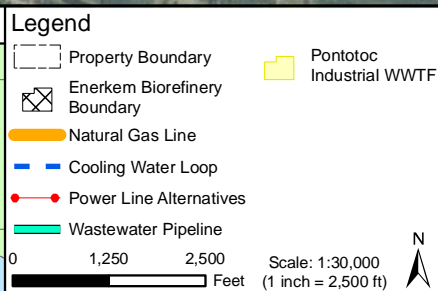 Legend
Property Boundary
Enerkem Biorefinery
Boundary
Natural Gas Line
Cooling Water Loop
Power Line Alternatives
Wastewater Pipeline
Pontotoc
Industrial WWTF
0 1,250 2,500
Feet
Scale: 1:30,000
(1 inch = 2,500 ft)
N